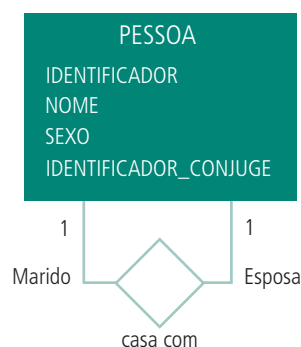 PESSOA
IDENTIFICADOR
NOME
SEXO
IDENTIFICADOR_CONJUGE
1 1
Marido Esposa
casa com